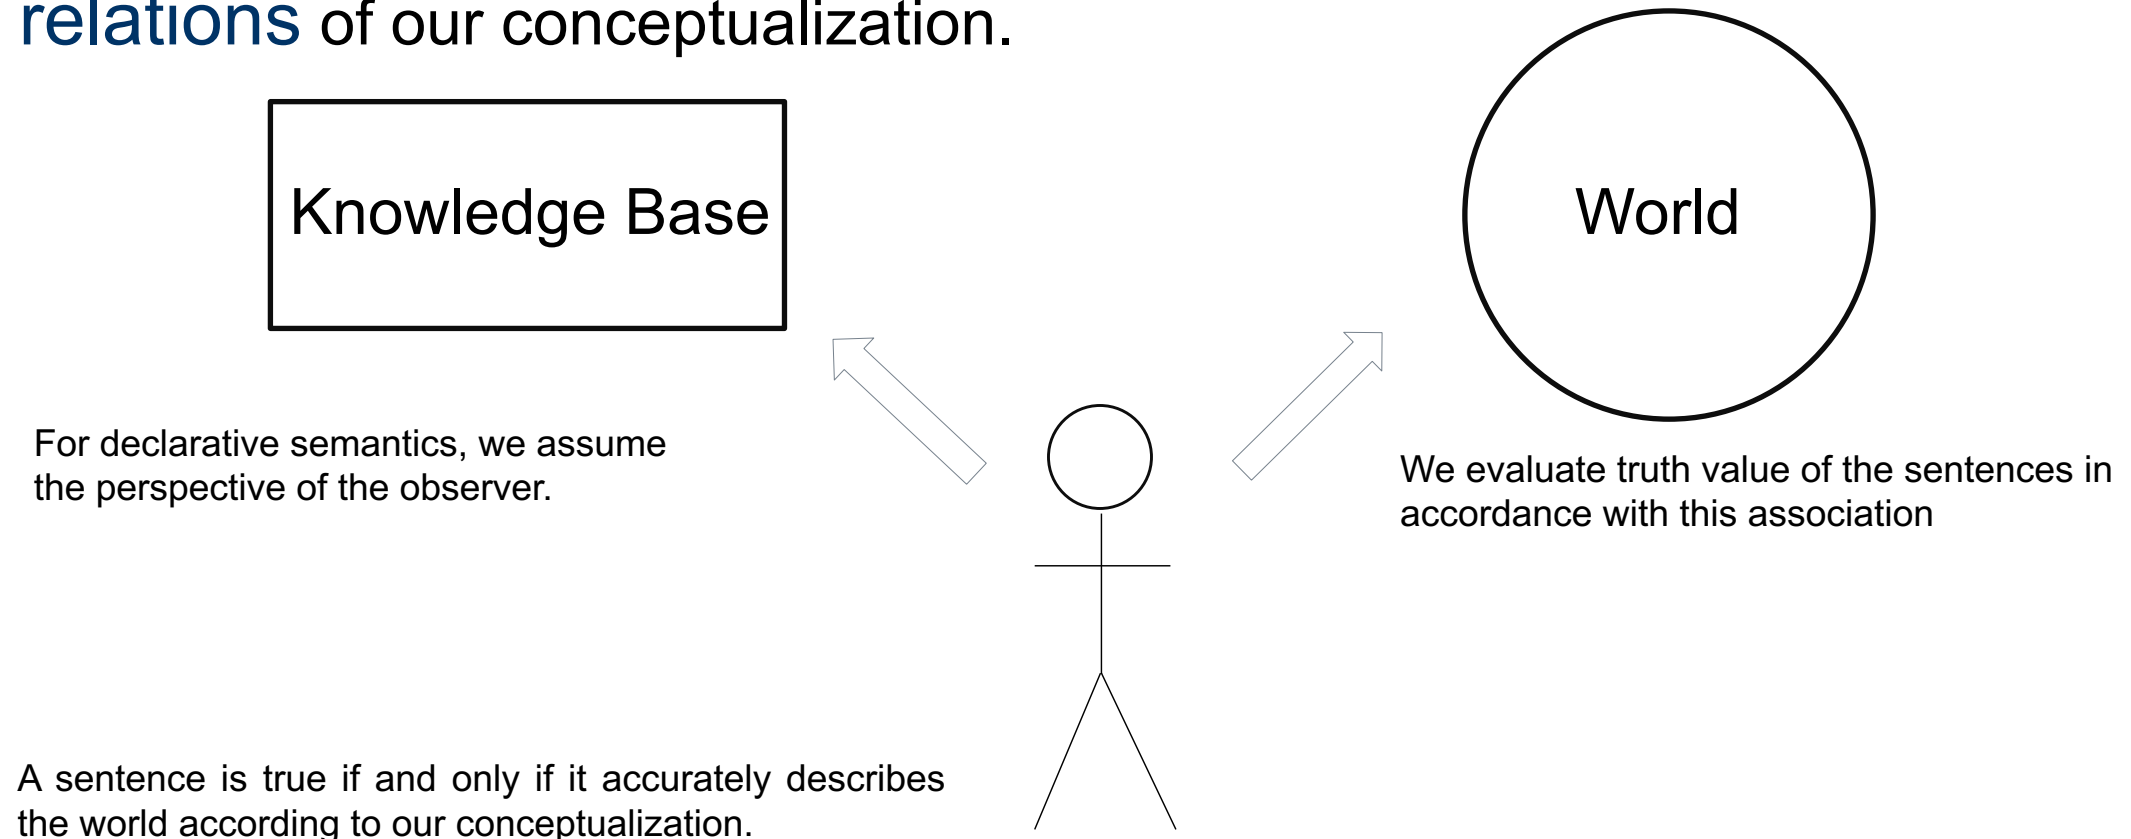 relations of our conceptualization.
Knowledge Base
World
For declarative semantics, we assume
the perspective of the observer.
We evaluate truth value of the sentences in
accordance with this association
A sentence is true if and only if it accurately describes
the world according to our conceptualization.